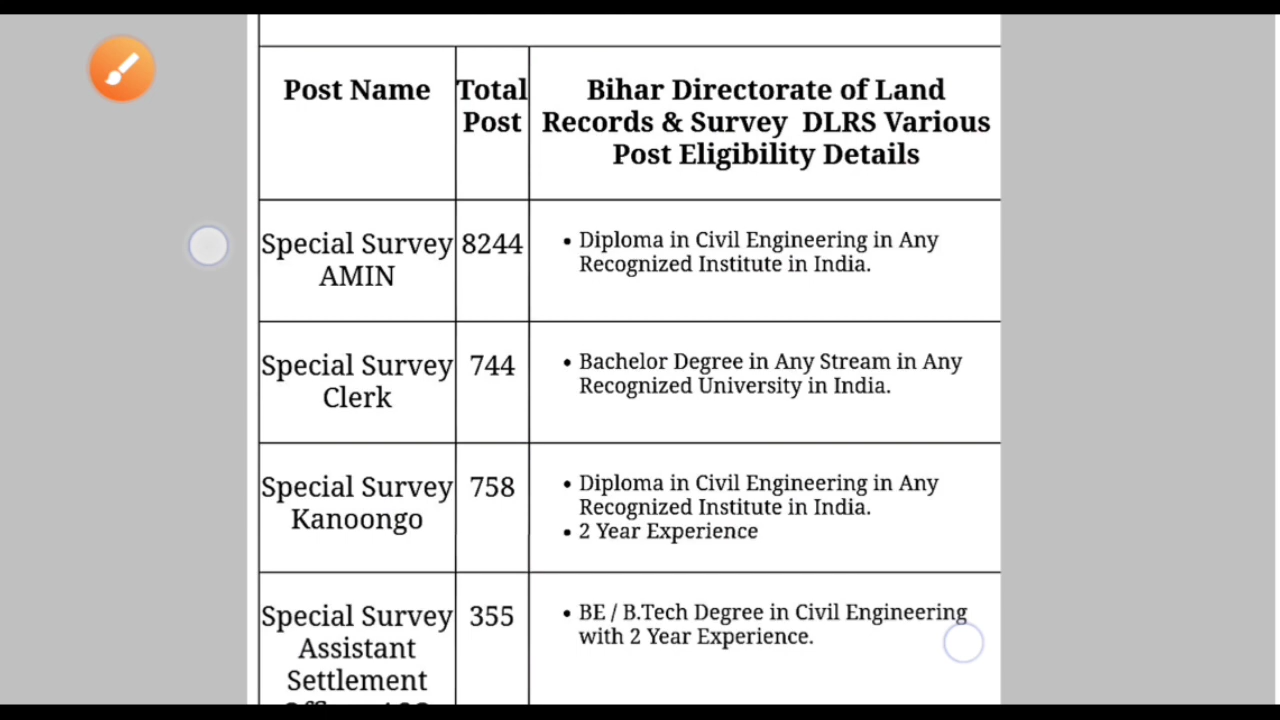 Post Name
Total
Post
Bihar Directorate of Land
Records & Survey DLRS Various
Post Eligibility Details
Special Survey
AMIN
8244
• Diploma in Civil Engineering in Any
Recognized Institute in India.
Special Survey
Clerk
744
• Bachelor Degree in Any Stream in Any
Recognized University in India.
Special Survey
Kanoongo
758
• Diploma in Civil Engineering in Any
Recognized Institute in India.
• 2 Year Experience
Special Survey
Assistant
Settlement
355
• BE / B.Tech Degree in Civil Engineering
with 2 Year Experience.